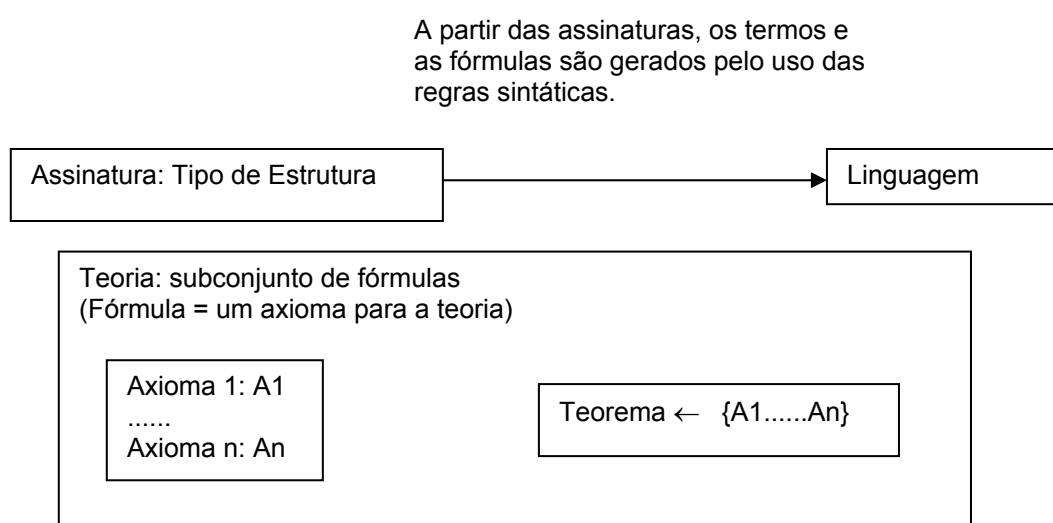 A partir das assinaturas, os termos e
as fórmulas são gerados pelo uso das
regras sintáticas.
Assinatura: Tipo de Estrutura
Linguagem
Teoria: subconjunto de fórmulas
(Fórmula = um axioma para a teoria)
Axioma 1: A1
......
Axioma n: An
Teorema ← {A1......An}